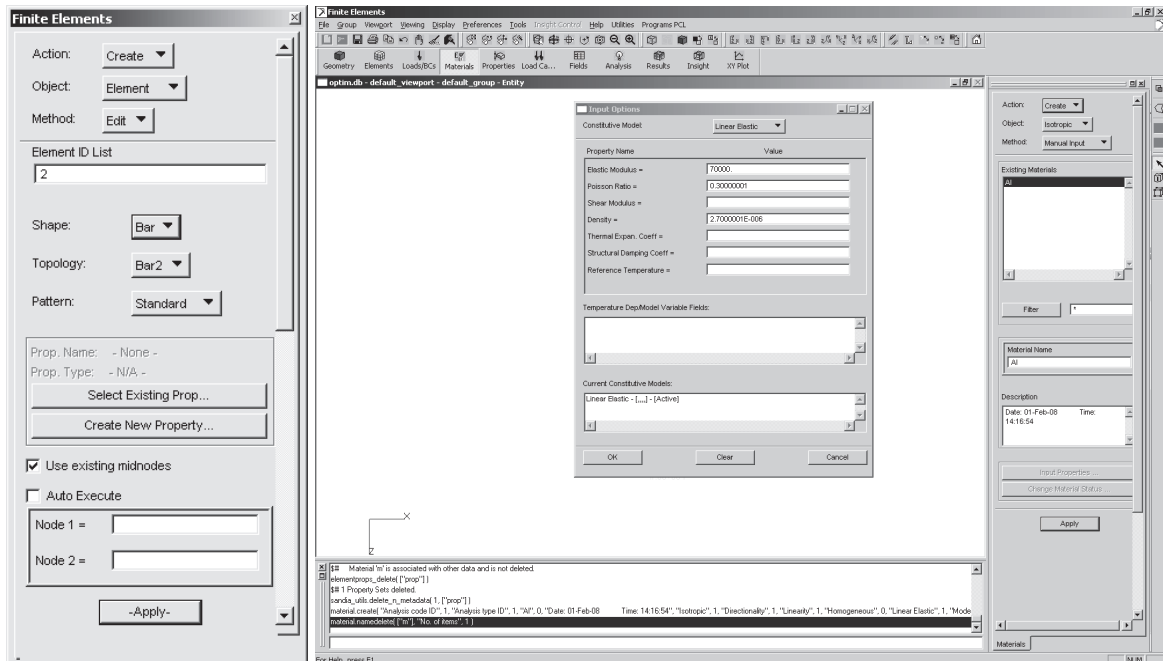 Finite Elements
Action: Create
Object: Element
Method: Edit
Element ID List
2
Shape: Bar
Topology: Bar2
Pattern: Standard
Prop. Name: - None -
Prop. Type: - N/A -
Select Existing Prop...
Create New Property...
Use existing midnodes
Auto Execute
Node 1 =
Node 2 =
-Apply-
Finite Elements
File Group Viewport Viewing Display Preferences Tools Insight Control Help Utilities Programs PCL
Geometry Elements Loads/BCs Materials Properties Load Ca... Fields Analysis Results Insight XY Plot
optim.db - default_viewport - default_group - Entity
Input Options
Constitutive Model: Linear Elastic
Property Name Value
Elastic Modulus = 70000.
Poisson Ratio = 0.30000001
Shear Modulus =
Density = 2.7000001E-006
Thermal Expan. Coeff =
Structural Damping Coeff =
Reference Temperature =
Temperature Dep/Model Variable Fields:
Current Constitutive Models:
Linear Elastic - [,,,,] - [Active]
OK Clear Cancel
X
Z
Action: Create
Object: Isotropic
Method: Manual Input
Existing Materials
Al
Filter *
Material Name
Al
Description
Date: 01-Feb-08 Time:
14:16:54
Input Properties ...
Change Material Status ...
Apply
Materials
$# Material 'm' is associated with other data and is not deleted.
elementprops_delete( ["prop"] )
$# 1 Property Sets deleted.
sandia_utils.delete_n_metadata( 1, ["prop"] )
material.create( "Analysis code ID", 1, "Analysis type ID", 1, "Al", 0, "Date: 01-Feb-08 Time: 14:16:54", "Isotropic", 1, "Directionality", 1, "Linearity", 1, "Homogeneous", 0, "Linear Elastic", 1, "Mode
material.namedelete( ["m"], "No. of items", 1 )
For Help, press F1
NUM